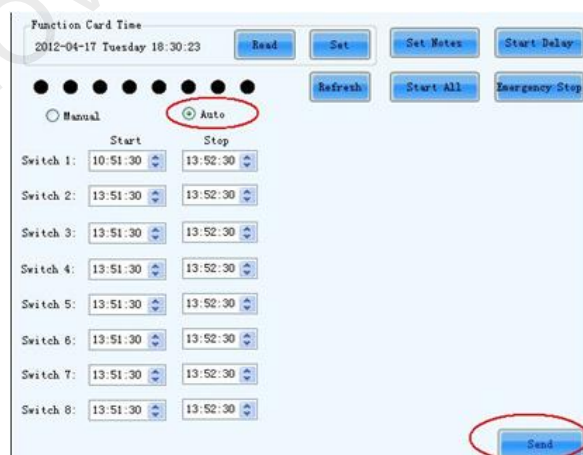 Function Card Time
2012-04-17 Tuesday 18:30:23 Read Set Set Notes Start Delay
Refresh Start All Emergency Stop
Manual Auto
Start Stop
Switch 1: 10:51:30 13:52:30
Switch 2: 13:51:30 13:52:30
Switch 3: 13:51:30 13:52:30
Switch 4: 13:51:30 13:52:30
Switch 5: 13:51:30 13:52:30
Switch 6: 13:51:30 13:52:30
Switch 7: 13:51:30 13:52:30
Switch 8: 13:51:30 13:52:30
Send